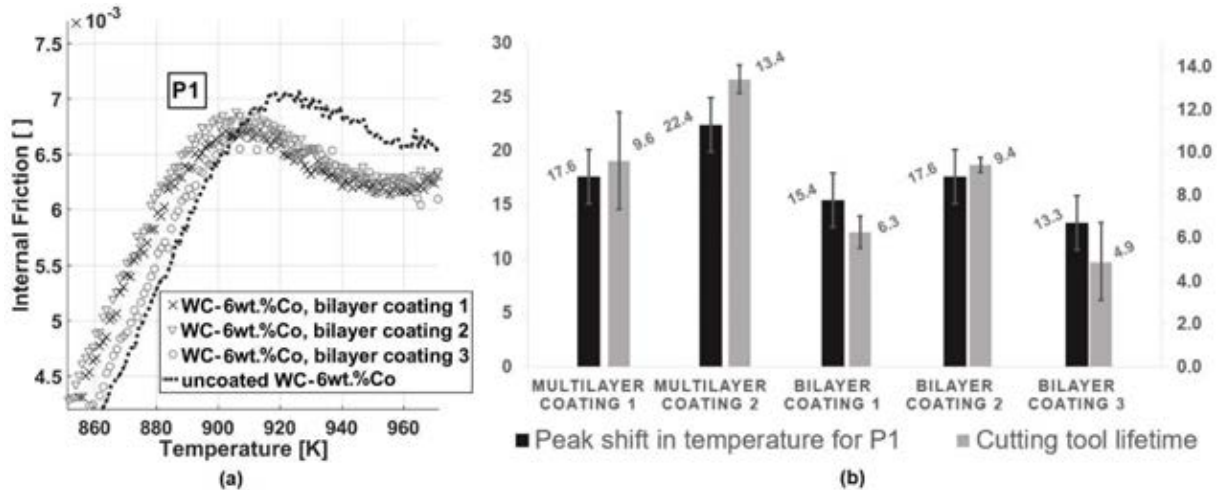 ×10⁻³
7.5
7
6.5
6
5.5
5
4.5
Internal Friction [ ]
P1
WC-6wt.%Co, bilayer coating 1
WC-6wt.%Co, bilayer coating 2
WC-6wt.%Co, bilayer coating 3
uncoated WC-6wt.%Co
860 880 900 920 940 960
Temperature [K]
(a)
30
25
20
15
10
5
0
17.6
9.6
22.4
13.4
15.4
6.3
17.6
9.4
13.3
4.9
14.0
12.0
10.0
8.0
6.0
4.0
2.0
0.0
MULTILAYER
COATING 1
MULTILAYER
COATING 2
BILAYER
COATING 1
BILAYER
COATING 2
BILAYER
COATING 3
Peak shift in temperature for P1
Cutting tool lifetime
(b)